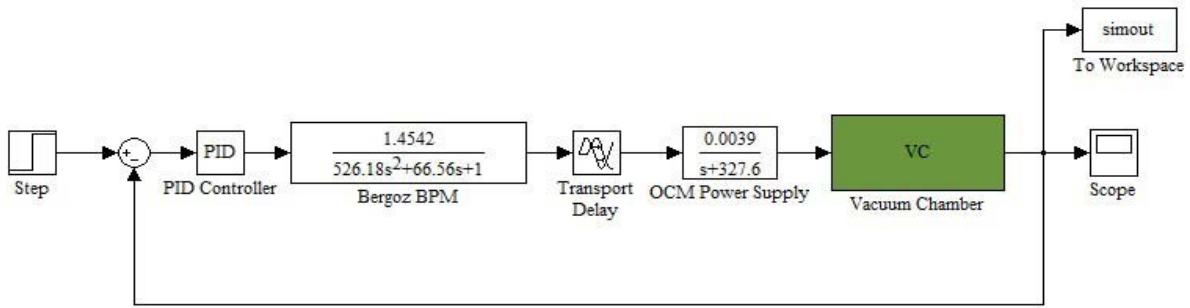 simout
To Workspace
Step
+
-
PID
PID Controller
1.4542
526.18s²+66.56s+1
Bergoz BPM
Transport
Delay
0.0039
s+327.6
OCM Power Supply
VC
Vacuum Chamber
Scope